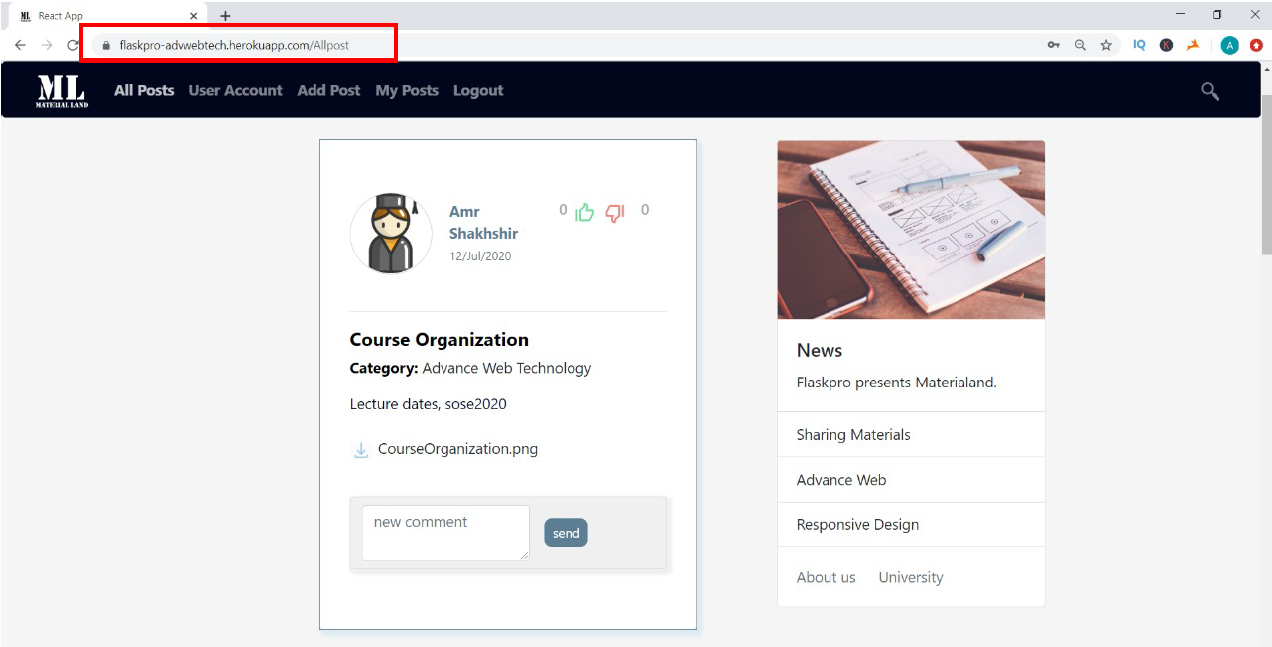 ML React App
flaskpro-adwebtech.herokuapp.com/Allpost
IQ K A
ML
MATERIAL LAND
All Posts User Account Add Post My Posts Logout
Amr
Shakhshir
12/Jul/2020
0 0
Course Organization
Category: Advance Web Technology
Lecture dates, sose2020
CourseOrganization.png
new comment
send
News
Flaskpro presents Materialand.
Sharing Materials
Advance Web
Responsive Design
About us University